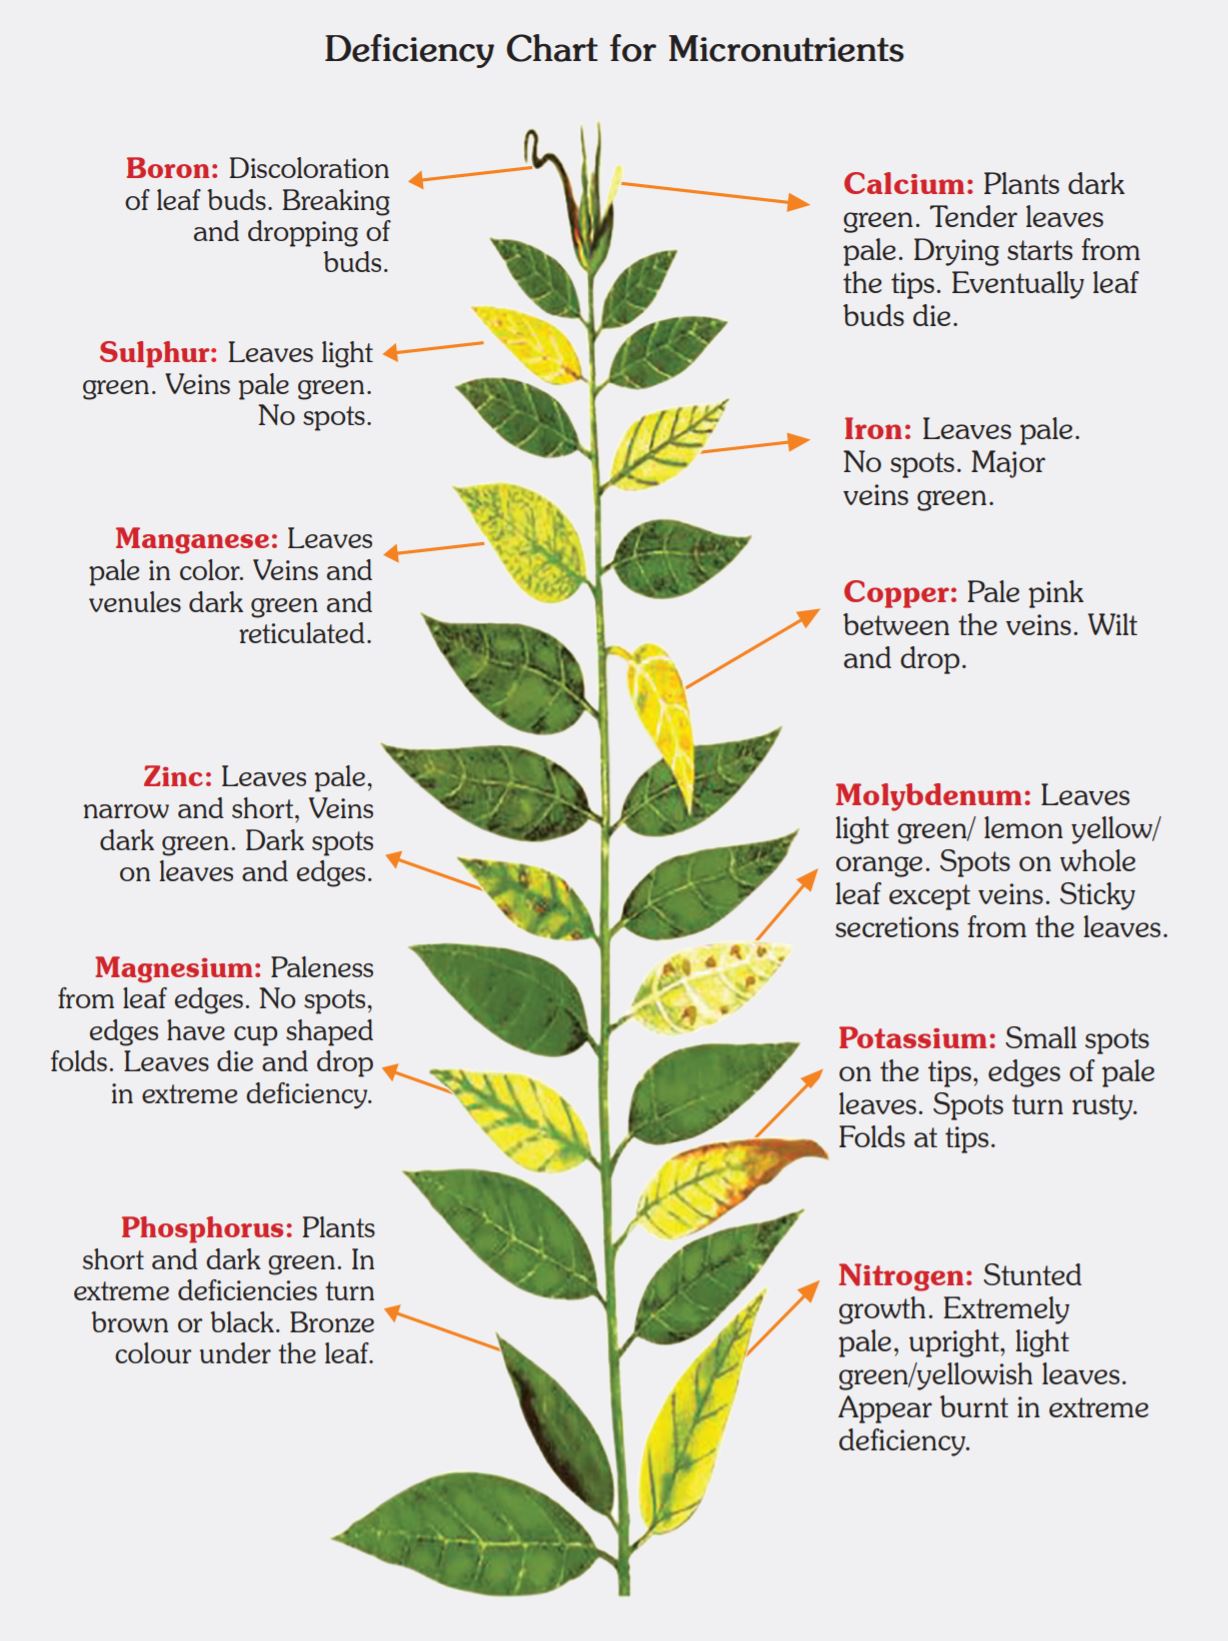 Deficiency Chart for Micronutrients
Boron: Discoloration
of leaf buds. Breaking
and dropping of
buds.
Calcium: Plants dark
green. Tender leaves
pale. Drying starts from
the tips. Eventually leaf
buds die.
Sulphur: Leaves light
green. Veins pale green.
No spots.
Iron: Leaves pale.
No spots. Major
veins green.
Manganese: Leaves
pale in color. Veins and
venules dark green and
reticulated.
Copper: Pale pink
between the veins. Wilt
and drop.
Zinc: Leaves pale,
narrow and short, Veins
dark green. Dark spots
on leaves and edges.
Molybdenum: Leaves
light green/ lemon yellow/
orange. Spots on whole
leaf except veins. Sticky
secretions from the leaves.
Magnesium: Paleness
from leaf edges. No spots,
edges have cup shaped
folds. Leaves die and drop
in extreme deficiency.
Potassium: Small spots
on the tips, edges of pale
leaves. Spots turn rusty.
Folds at tips.
Phosphorus: Plants
short and dark green. In
extreme deficiencies turn
brown or black. Bronze
colour under the leaf.
Nitrogen: Stunted
growth. Extremely
pale, upright, light
green/yellowish leaves.
Appear burnt in extreme
deficiency.